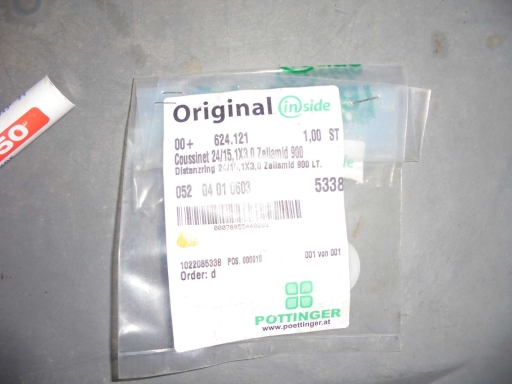 Original inside
00+ 624.121 1,00 ST
Coussinet 24/15,1X3,0 Zellamid 900
Distanzring 24/15,1X3,0 Zellamid 900 LT.
052 04 01 0603 5338
1022085338 POS. 000010 001 von 001
Order: d
PÖTTINGER
www.poettinger.at
50°